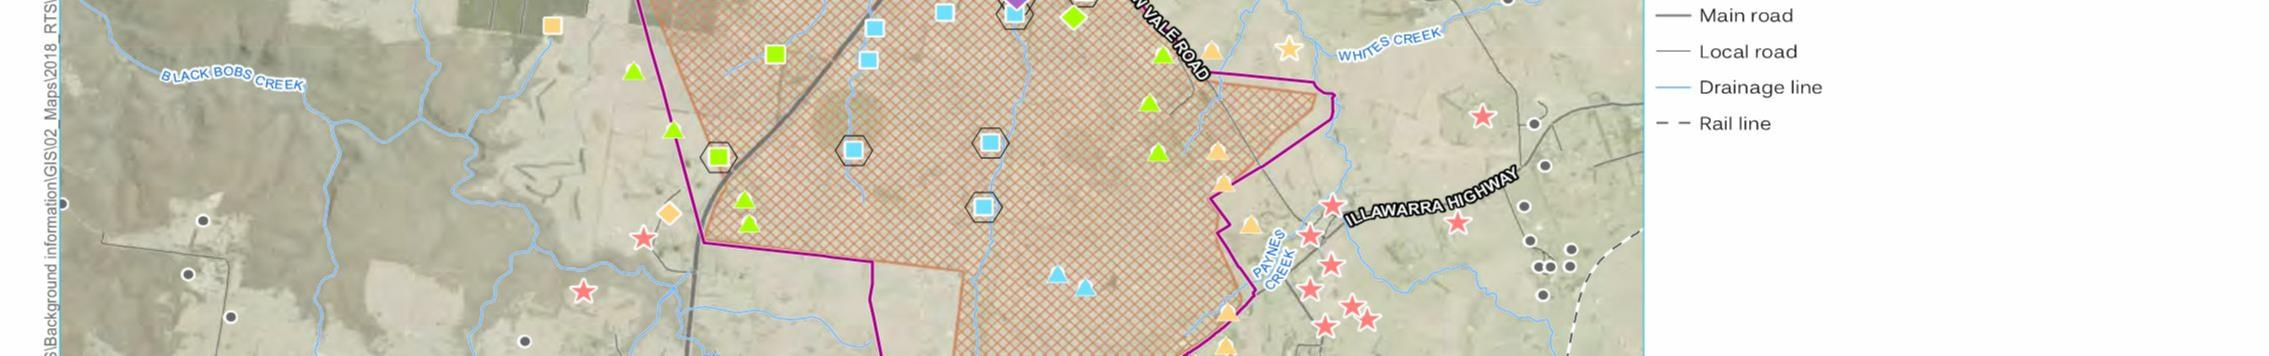 S\Background information\GIS\02_Maps\2018_RTS\
BLACK BOBS CREEK
VALE ROAD
WHITES CREEK
ILLAWARRA HIGHWAY
PAYNES
CREEK
Main road
Local road
Drainage line
Rail line